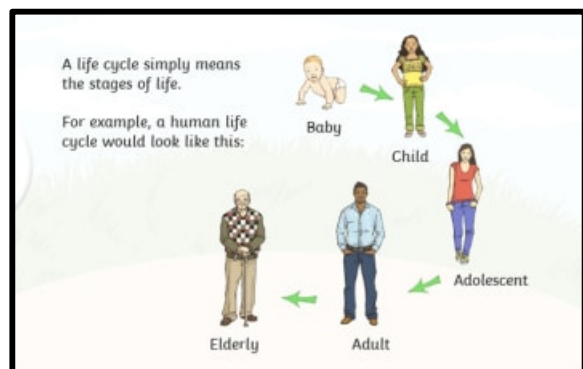 A life cycle simply means
the stages of life.
For example, a human life
cycle would look like this:
Baby
Child
Adolescent
Adult
Elderly